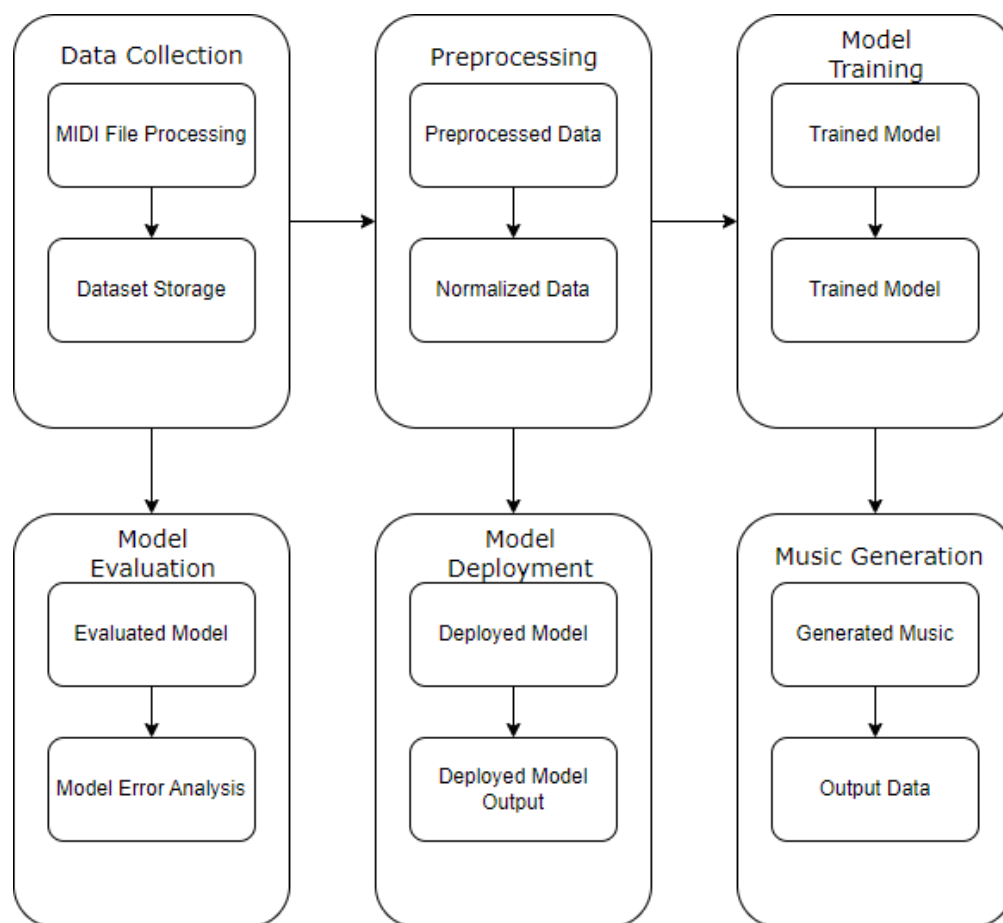 Data Collection
MIDI File Processing
Dataset Storage
Preprocessing
Preprocessed Data
Normalized Data
Model
Training
Trained Model
Trained Model
Model
Evaluation
Evaluated Model
Model Error Analysis
Model
Deployment
Deployed Model
Deployed Model
Output
Music Generation
Generated Music
Output Data